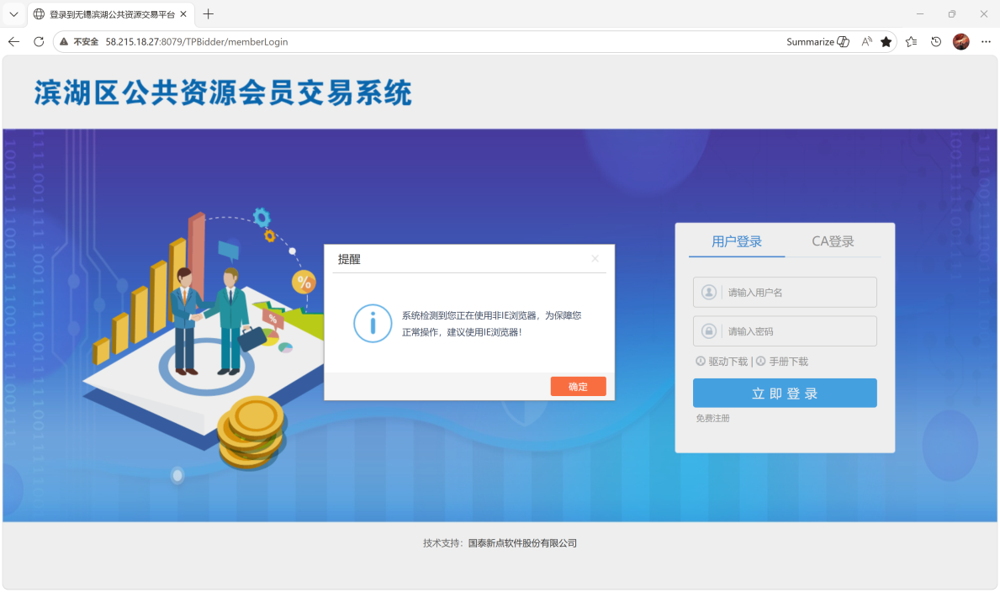 登录到无锡滨湖公共资源交易平台
不安全 58.215.18.27:8079/TPBidder/memberLogin
Summarize
滨湖区公共资源会员交易系统
用户登录
CA登录
请输入用户名
请输入密码
驱动下载 | 手册下载
立即登录
免费注册
提醒
系统检测到您正在使用非IE浏览器，为保障您
正常操作，建议使用IE浏览器！
确定
%
%
技术支持：国泰新点软件股份有限公司